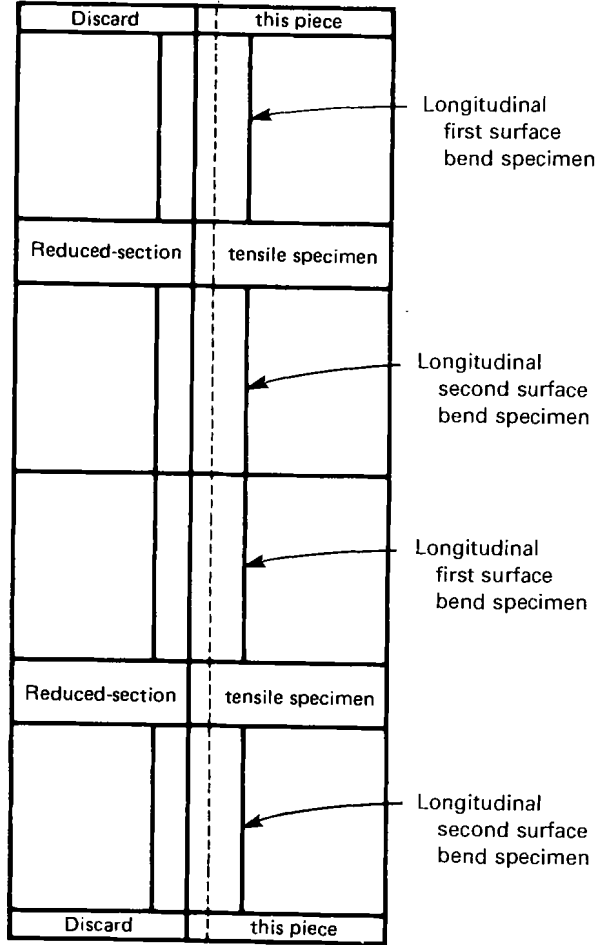 Discard this piece
Longitudinal
first surface
bend specimen
Reduced-section tensile specimen
Longitudinal
second surface
bend specimen
Longitudinal
first surface
bend specimen
Reduced-section tensile specimen
Longitudinal
second surface
bend specimen
Discard this piece